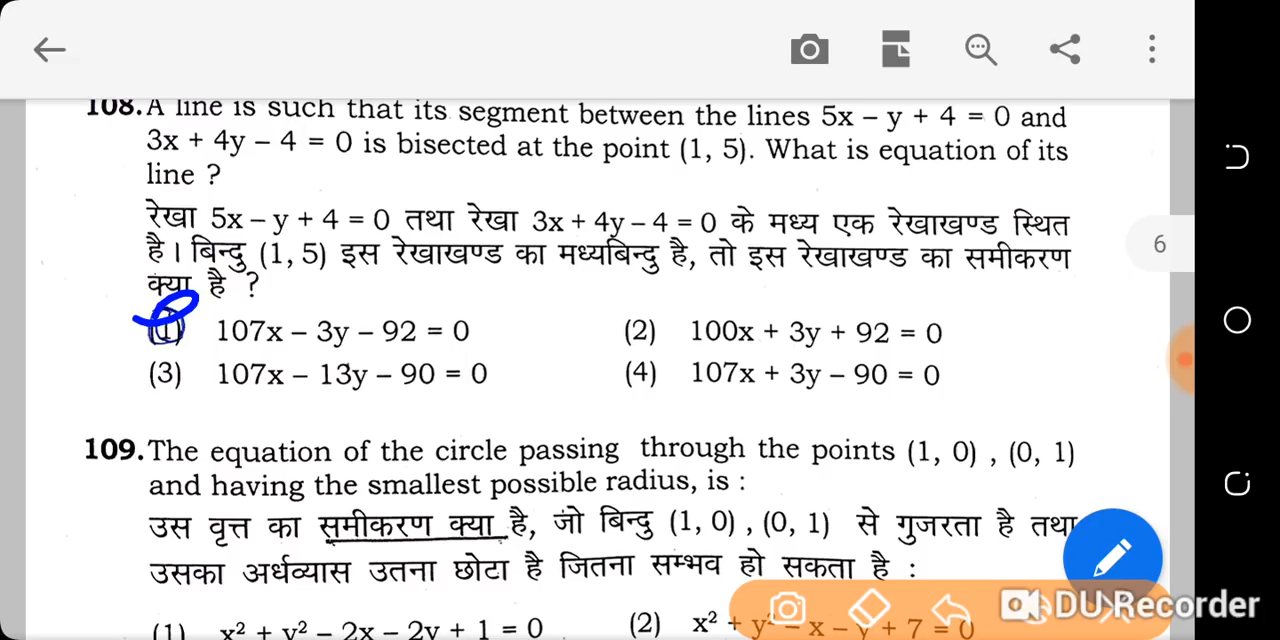 108. A line is such that its segment between the lines 5x – y + 4 = 0 and
3x + 4y – 4 = 0 is bisected at the point (1, 5). What is equation of its
line ?
रेखा 5x – y + 4 = 0 तथा रेखा 3x + 4y – 4 = 0 के मध्य एक रेखाखण्ड स्थित
है। बिन्दु (1, 5) इस रेखाखण्ड का मध्यबिन्दु है, तो इस रेखाखण्ड का समीकरण
क्या है ?
6
(1) 107x – 3y – 92 = 0 (2) 100x + 3y + 92 = 0
(3) 107x – 13y – 90 = 0 (4) 107x + 3y – 90 = 0
109. The equation of the circle passing through the points (1, 0) , (0, 1)
and having the smallest possible radius, is :
उस वृत्त का समीकरण क्या है, जो बिन्दु (1, 0) , (0, 1) से गुजरता है तथा
उसका अर्धव्यास उतना छोटा है जितना सम्भव हो सकता है :
(1) x² + y² – 2x – 2y + 1 = 0 (2) x² + y² – x – y + 7 = 0
DU Recorder